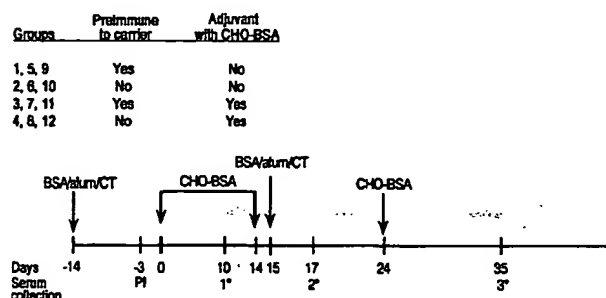 Preimmune Adjuvant
Groups to carrier with CHO-BSA
1, 5, 9 Yes No
2, 6, 10 No No
3, 7, 11 Yes Yes
4, 8, 12 No Yes
BSA/alum/CT
BSA/alum/CT CHO-BSA CHO-BSA
Days -14 -3 0 10 14 15 17 24 35
Serum PI 1° 2° 3°
collection